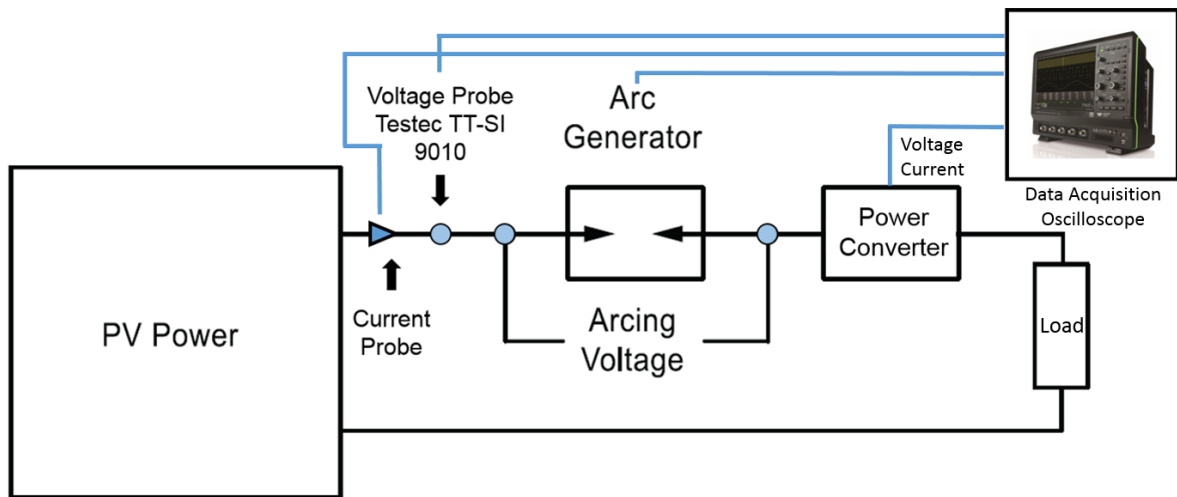 Voltage Probe
Testec TT-SI
9010
Arc
Generator
Voltage
Current
Data Acquisition
Oscilloscope
PV Power
Current
Probe
Arcing
Voltage
Power
Converter
Load